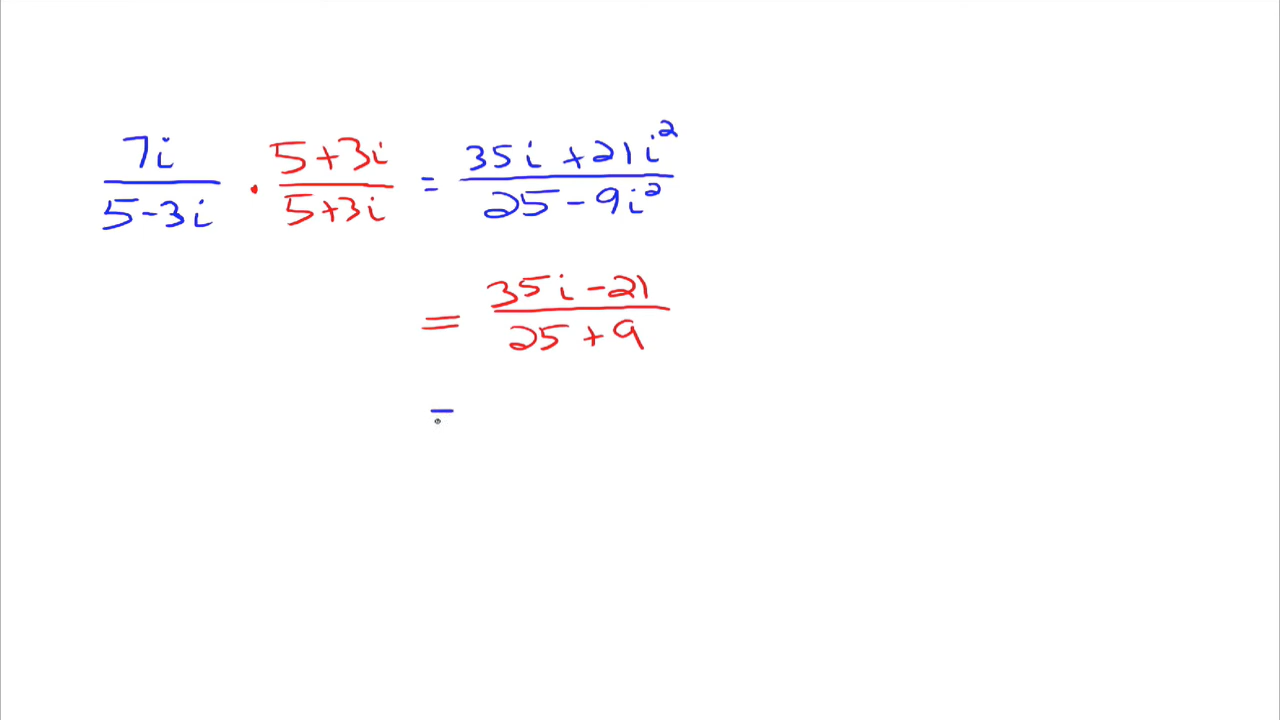 7i/(5-3i) · (5+3i)/(5+3i) = (35i+21i²)/(25-9i²)
= (35i-21)/(25+9)
=